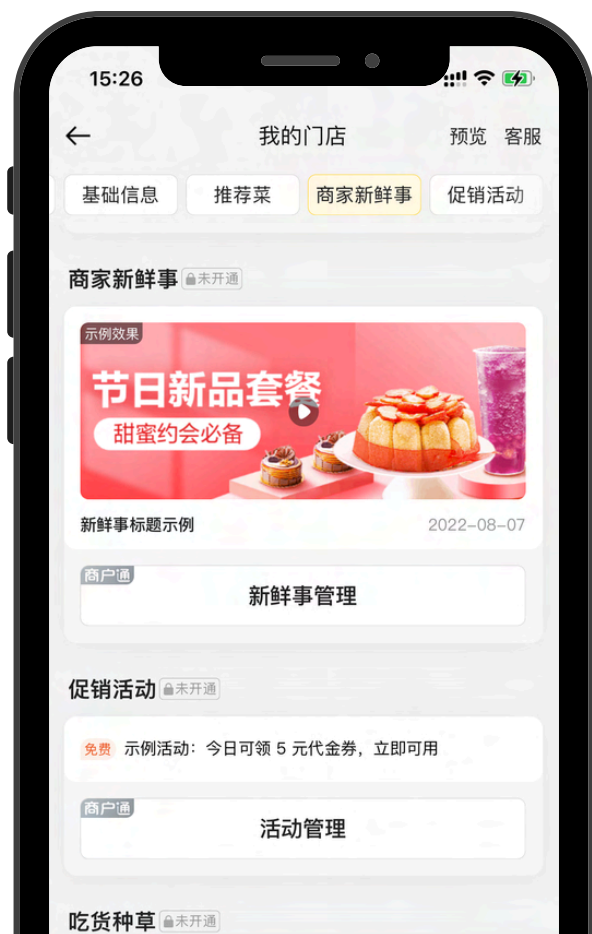 15:26
我的门店
预览 客服
基础信息 推荐菜 商家新鲜事 促销活动
商家新鲜事 未开通
示例效果
节日新品套餐
甜蜜约会必备
新鲜事标题示例 2022-08-07
商户通
新鲜事管理
促销活动 未开通
免费 示例活动：今日可领 5 元代金券，立即可用
商户通
活动管理
吃货种草 未开通